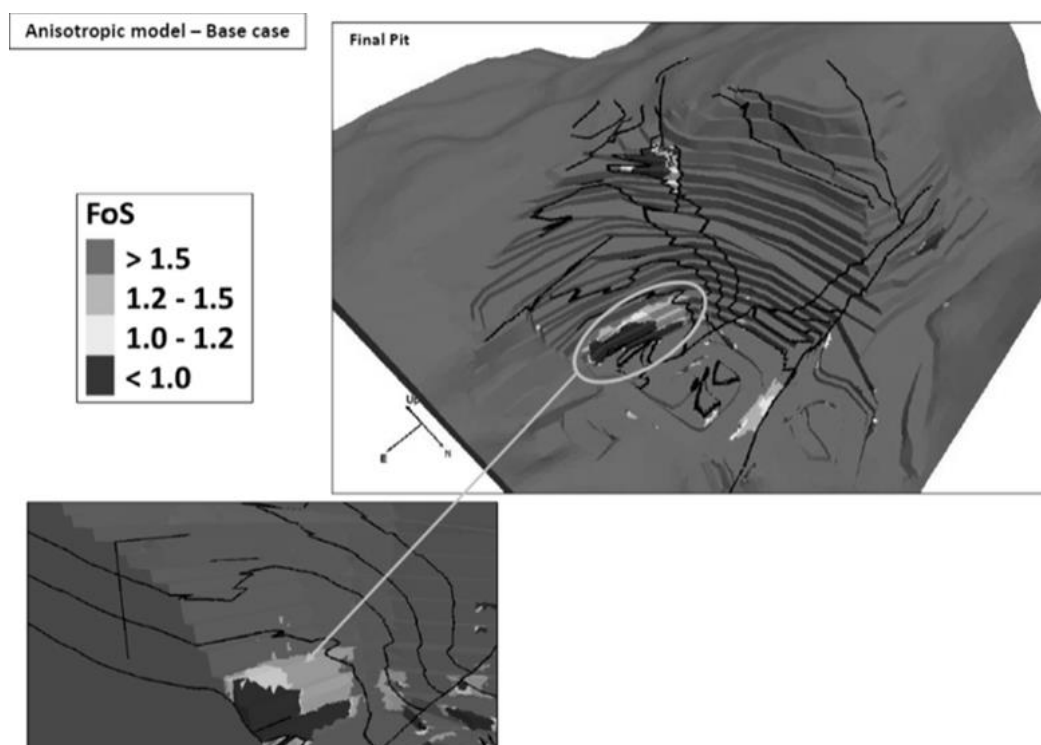 Anisotropic model – Base case
Final Pit
FoS
> 1.5
1.2 - 1.5
1.0 - 1.2
< 1.0
Up
E
N